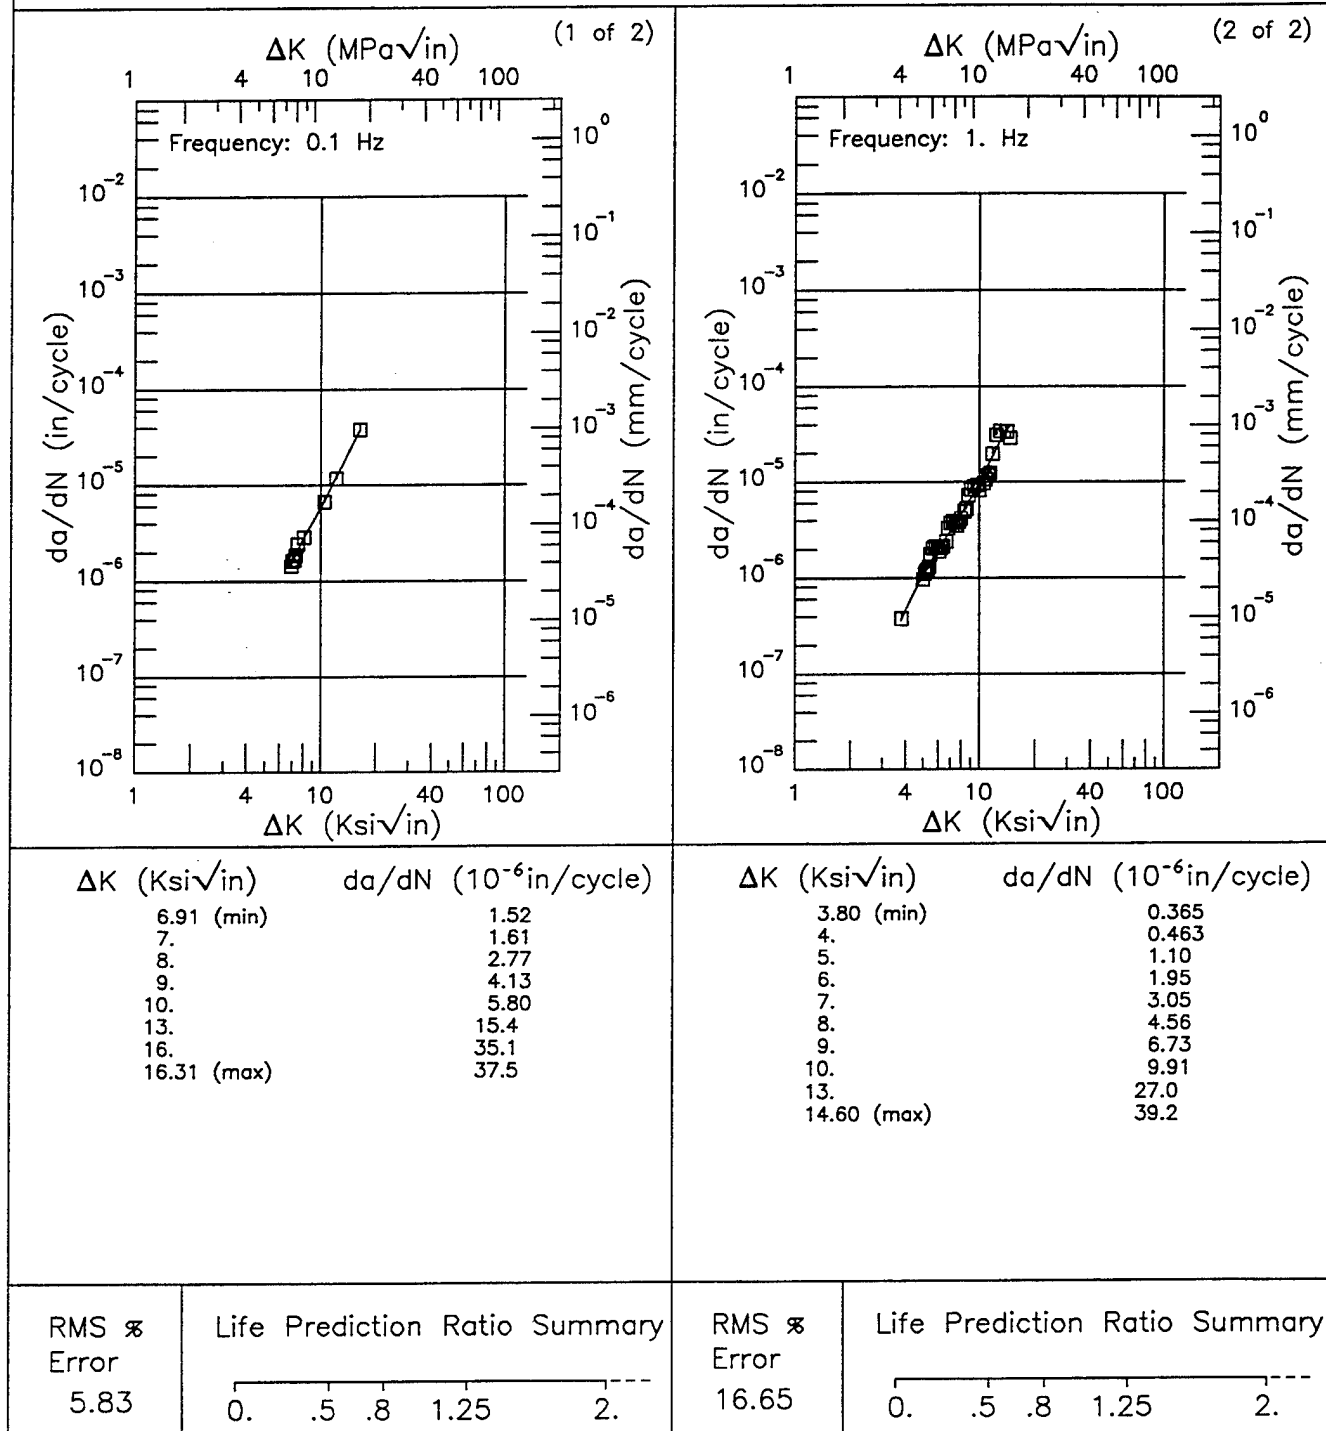 (1 of 2)
ΔK (MPa√in)
1 4 10 40 100
Frequency: 0.1 Hz
da/dN (in/cycle)
10⁻²
10⁻³
10⁻⁴
10⁻⁵
10⁻⁶
10⁻⁷
10⁻⁸
10⁰
10⁻¹
10⁻²
10⁻³
10⁻⁴
10⁻⁵
10⁻⁶
da/dN (mm/cycle)
1 4 10 40 100
ΔK (Ksi√in)
(2 of 2)
ΔK (MPa√in)
1 4 10 40 100
Frequency: 1. Hz
da/dN (in/cycle)
10⁻²
10⁻³
10⁻⁴
10⁻⁵
10⁻⁶
10⁻⁷
10⁻⁸
10⁰
10⁻¹
10⁻²
10⁻³
10⁻⁴
10⁻⁵
10⁻⁶
da/dN (mm/cycle)
1 4 10 40 100
ΔK (Ksi√in)
ΔK (Ksi√in) da/dN (10⁻⁶in/cycle)
6.91 (min) 1.52
7. 1.61
8. 2.77
9. 4.13
10. 5.80
13. 15.4
16. 35.1
16.31 (max) 37.5
ΔK (Ksi√in) da/dN (10⁻⁶in/cycle)
3.80 (min) 0.365
4. 0.463
5. 1.10
6. 1.95
7. 3.05
8. 4.56
9. 6.73
10. 9.91
13. 27.0
14.60 (max) 39.2
RMS %
Error
5.83
Life Prediction Ratio Summary
0. .5 .8 1.25 2.
RMS %
Error
16.65
Life Prediction Ratio Summary
0. .5 .8 1.25 2.